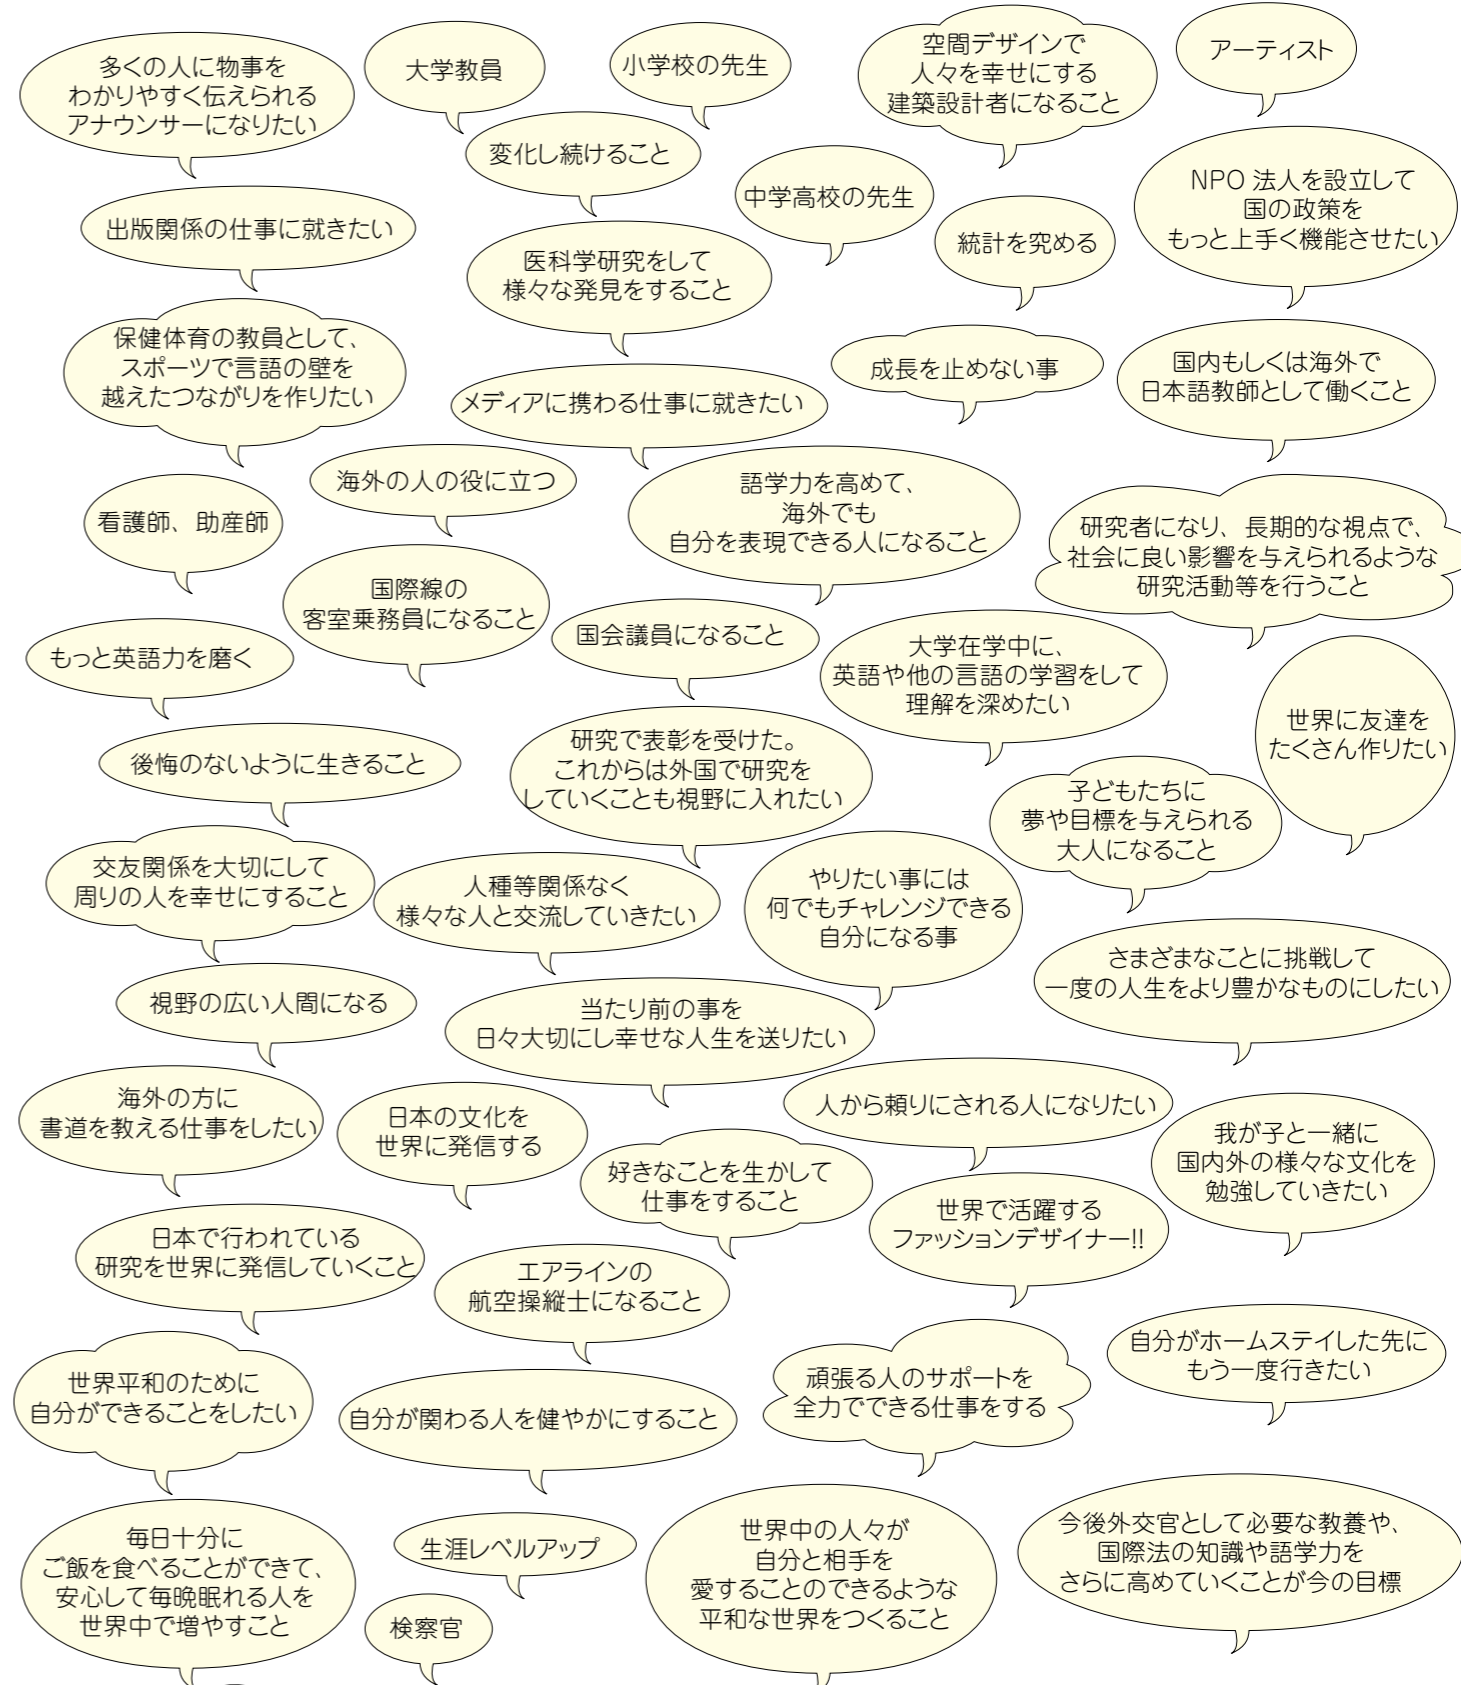 多くの人に物事を
わかりやすく伝えられる
アナウンサーになりたい
大学教員
小学校の先生
空間デザインで
人々を幸せにする
建築設計者になること
アーティスト
変化し続けること
中学高校の先生
NPO 法人を設立して
国の政策を
もっと上手く機能させたい
出版関係の仕事に就きたい
医科学研究をして
様々な発見をすること
統計を究める
保健体育の教員として、
スポーツで言語の壁を
越えたつながりを作りたい
メディアに携わる仕事に就きたい
成長を止めない事
国内もしくは海外で
日本語教師として働くこと
海外の人の役に立つ
看護師、助産師
語学力を高めて、
海外でも
自分を表現できる人になること
研究者になり、長期的な視点で、
社会に良い影響を与えられるような
研究活動等を行うこと
国際線の
客室乗務員になること
もっと英語力を磨く
国会議員になること
大学在学中に、
英語や他の言語の学習をして
理解を深めたい
世界に友達を
たくさん作りたい
後悔のないように生きること
研究で表彰を受けた。
これからは外国で研究を
していくことも視野に入れたい
子どもたちに
夢や目標を与えられる
大人になること
交友関係を大切にして
周りの人を幸せにすること
人種等関係なく
様々な人と交流していきたい
やりたい事には
何でもチャレンジできる
自分になる事
さまざまなことに挑戦して
一度の人生をより豊かなものにしたい
視野の広い人間になる
当たり前の事を
日々大切にし幸せな人生を送りたい
海外の方に
書道を教える仕事をしたい
日本の文化を
世界に発信する
人から頼りにされる人になりたい
我が子と一緒に
国内外の様々な文化を
勉強していきたい
好きなことを生かして
仕事をすること
世界で活躍する
ファッションデザイナー!!
日本で行われている
研究を世界に発信していくこと
エアラインの
航空操縦士になること
自分がホームステイした先に
もう一度行きたい
世界平和のために
自分ができることをしたい
自分が関わる人を健やかにすること
頑張る人のサポートを
全力でできる仕事をする
毎日十分に
ご飯を食べることができて、
安心して毎晩眠れる人を
世界中で増やすこと
生涯レベルアップ
検察官
世界中の人々が
自分と相手を
愛することのできるような
平和な世界をつくること
今後外交官として必要な教養や、
国際法の知識や語学力を
さらに高めていくことが今の目標